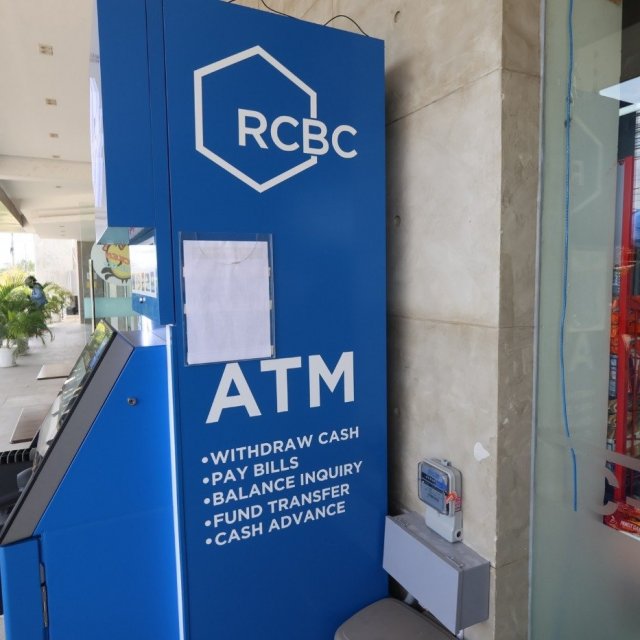 RCBC
ATM
•WITHDRAW CASH
•PAY BILLS
•BALANCE INQUIRY
•FUND TRANSFER
•CASH ADVANCE